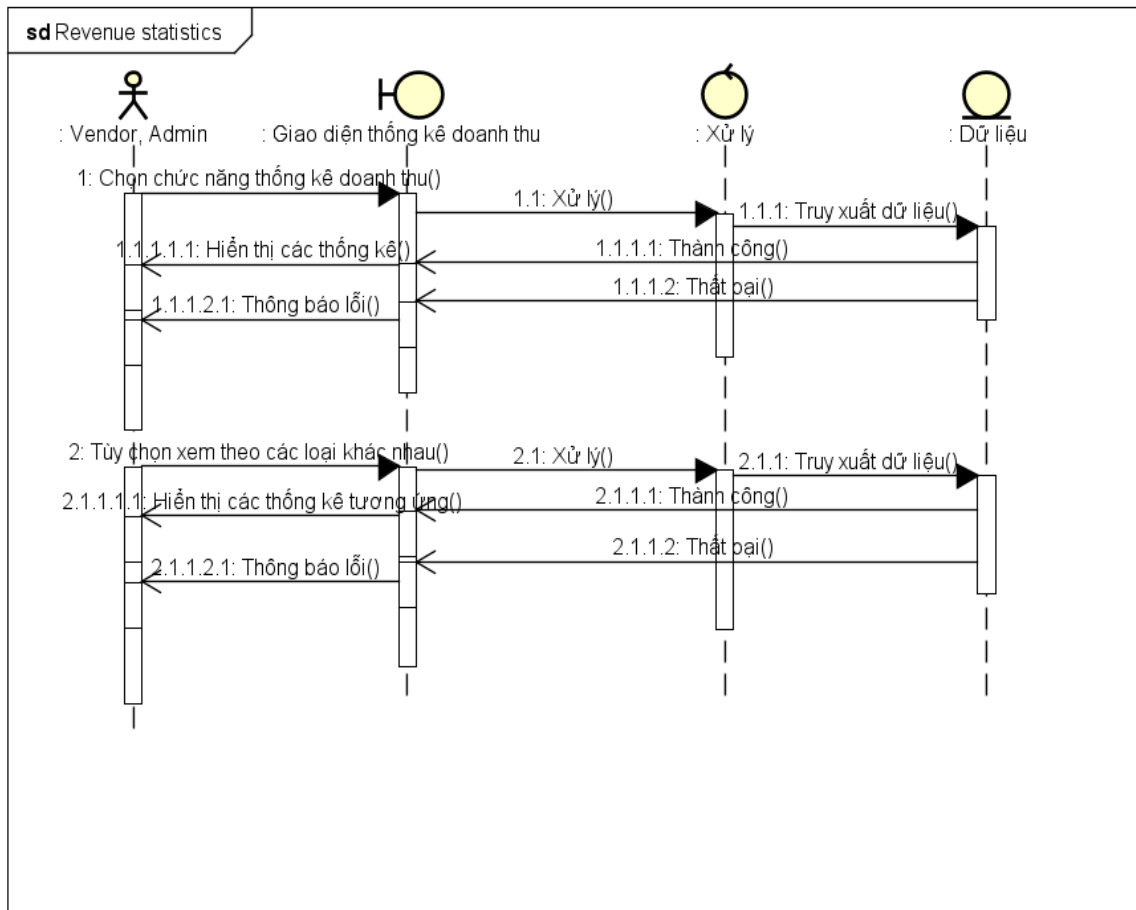 sd Revenue statistics
: Vendor, Admin
: Giao diện thống kê doanh thu
: Xử lý
: Dữ liệu
1: Chọn chức năng thống kê doanh thu()
1.1: Xử lý()
1.1.1: Truy xuất dữ liệu()
1.1.1.1.1: Hiển thị các thống kê()
1.1.1.1: Thành công()
1.1.1.2: Thất bại()
1.1.1.2.1: Thông báo lỗi()
2: Tùy chọn xem theo các loại khác nhau()
2.1: Xử lý()
2.1.1: Truy xuất dữ liệu()
2.1.1.1.1: Hiển thị các thống kê tương ứng()
2.1.1.1: Thành công()
2.1.1.2: Thất bại()
2.1.1.2.1: Thông báo lỗi()